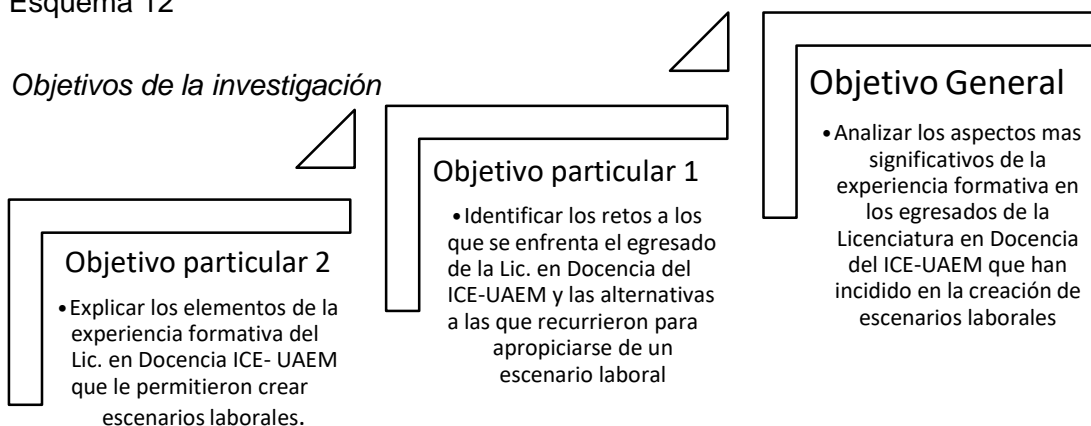 Esquema 12
Objetivos de la investigación
Objetivo particular 2
•Explicar los elementos de la
experiencia formativa del
Lic. en Docencia ICE- UAEM
que le permitieron crear
escenarios laborales.
Objetivo particular 1
•Identificar los retos a los
que se enfrenta el egresado
de la Lic. en Docencia del
ICE-UAEM y las alternativas
a las que recurrieron para
apropiciarse de un
escenario laboral
Objetivo General
•Analizar los aspectos mas
significativos de la
experiencia formativa en
los egresados de la
Licenciatura en Docencia
del ICE-UAEM que han
incidido en la creación de
escenarios laborales